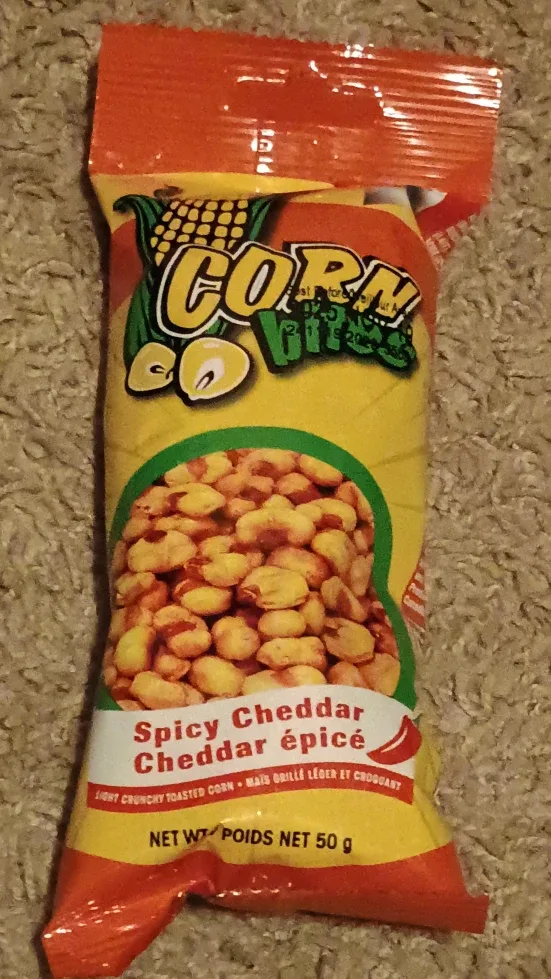 CORN
bites
Spicy Cheddar
Cheddar épicé
LIGHT CRUNCHY TOASTED CORN • MAÏS GRILLÉ LÉGER ET CROQUANT
NET WT/ POIDS NET 50 g